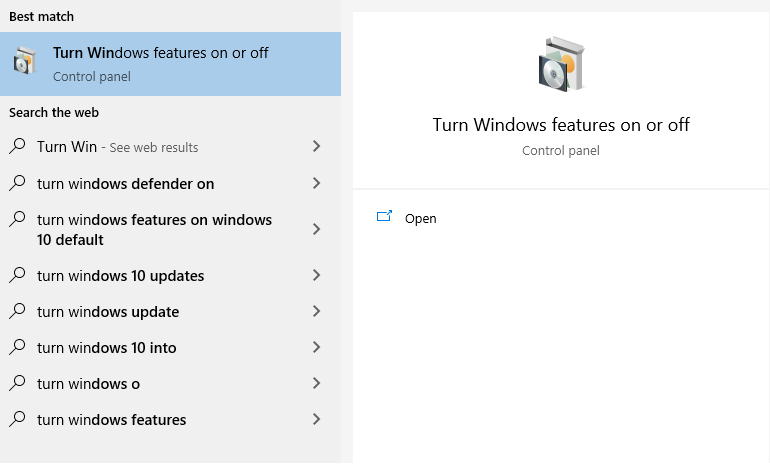 Best match
Turn Windows features on or off
Control panel
Search the web
Turn Win - See web results
turn windows defender on
turn windows features on windows
10 default
turn windows 10 updates
turn windows update
turn windows 10 into
turn windows o
turn windows features
Turn Windows features on or off
Control panel
Open